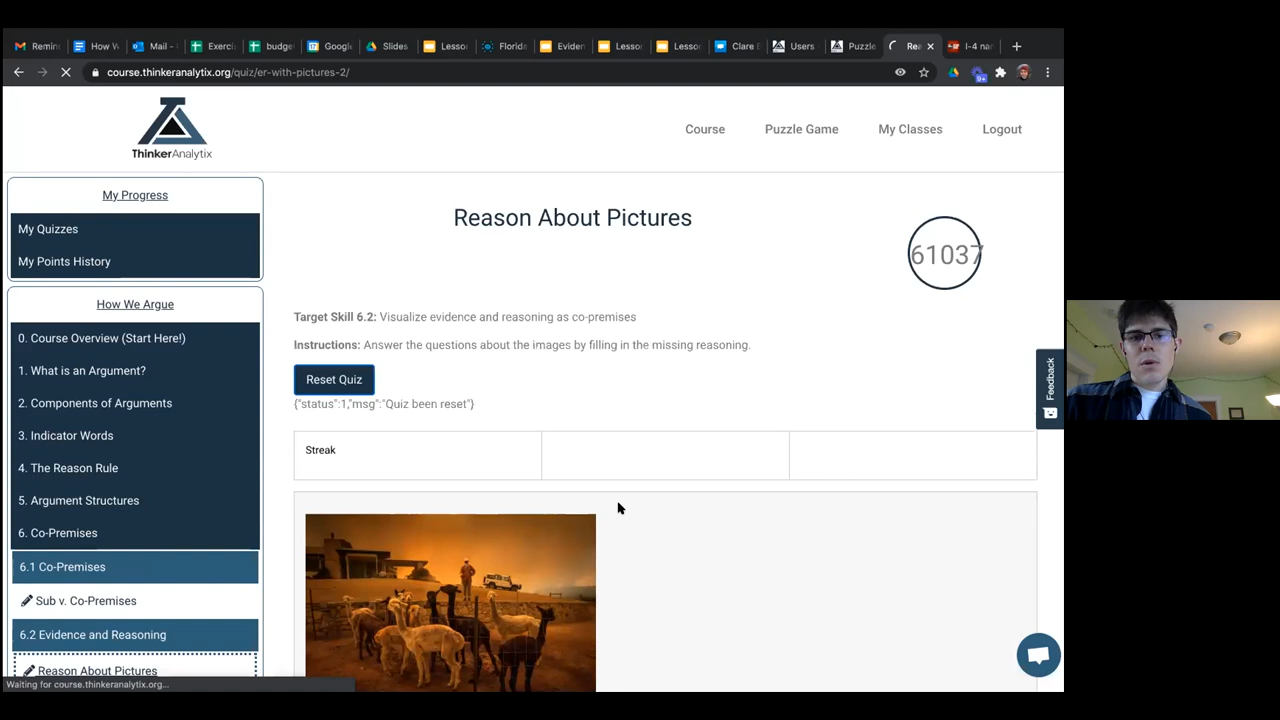 Remin
How W
Mail -
Exerci
budge
Google
Slides
Lesso
Florida
Eviden
Lesson
Lesso
Clare E
Users
Puzzle
Rea
I-4 nar
course.thinkeranalytix.org/quiz/er-with-pictures-2/
9+
ThinkerAnalytix
Course
Puzzle Game
My Classes
Logout
My Progress
My Quizzes
My Points History
How We Argue
0. Course Overview (Start Here!)
1. What is an Argument?
2. Components of Arguments
3. Indicator Words
4. The Reason Rule
5. Argument Structures
6. Co-Premises
6.1 Co-Premises
Sub v. Co-Premises
6.2 Evidence and Reasoning
Reason About Pictures
Waiting for course.thinkeranalytix.org...
Reason About Pictures
61037
Target Skill 6.2: Visualize evidence and reasoning as co-premises
Instructions: Answer the questions about the images by filling in the missing reasoning.
Reset Quiz
{"status":1,"msg":"Quiz been reset"}
Streak
Feedback